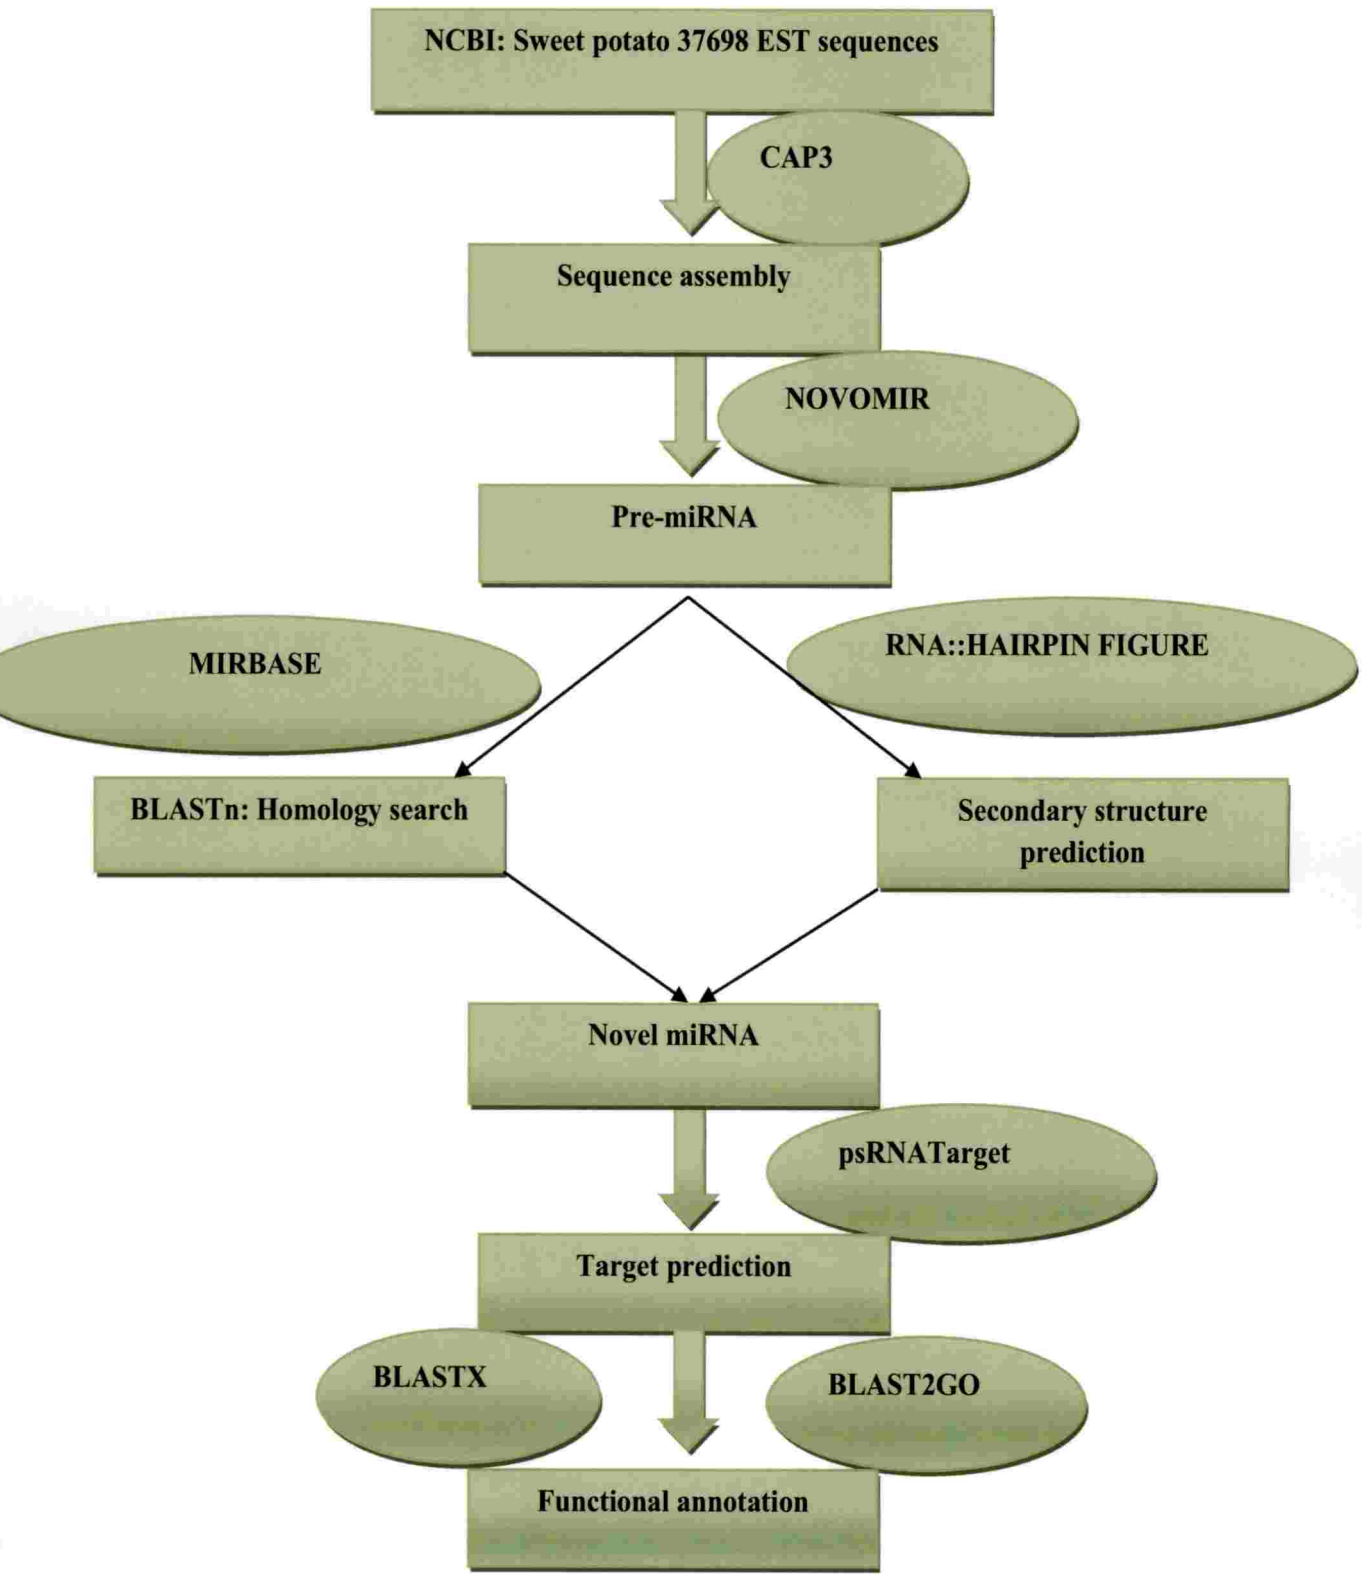 NCBI: Sweet potato 37698 EST sequences
CAP3
Sequence assembly
NOVOMIR
Pre-miRNA
MIRBASE
RNA::HAIRPIN FIGURE
BLASTn: Homology search
Secondary structure
prediction
Novel miRNA
psRNATarget
Target prediction
BLASTX
BLAST2GO
Functional annotation